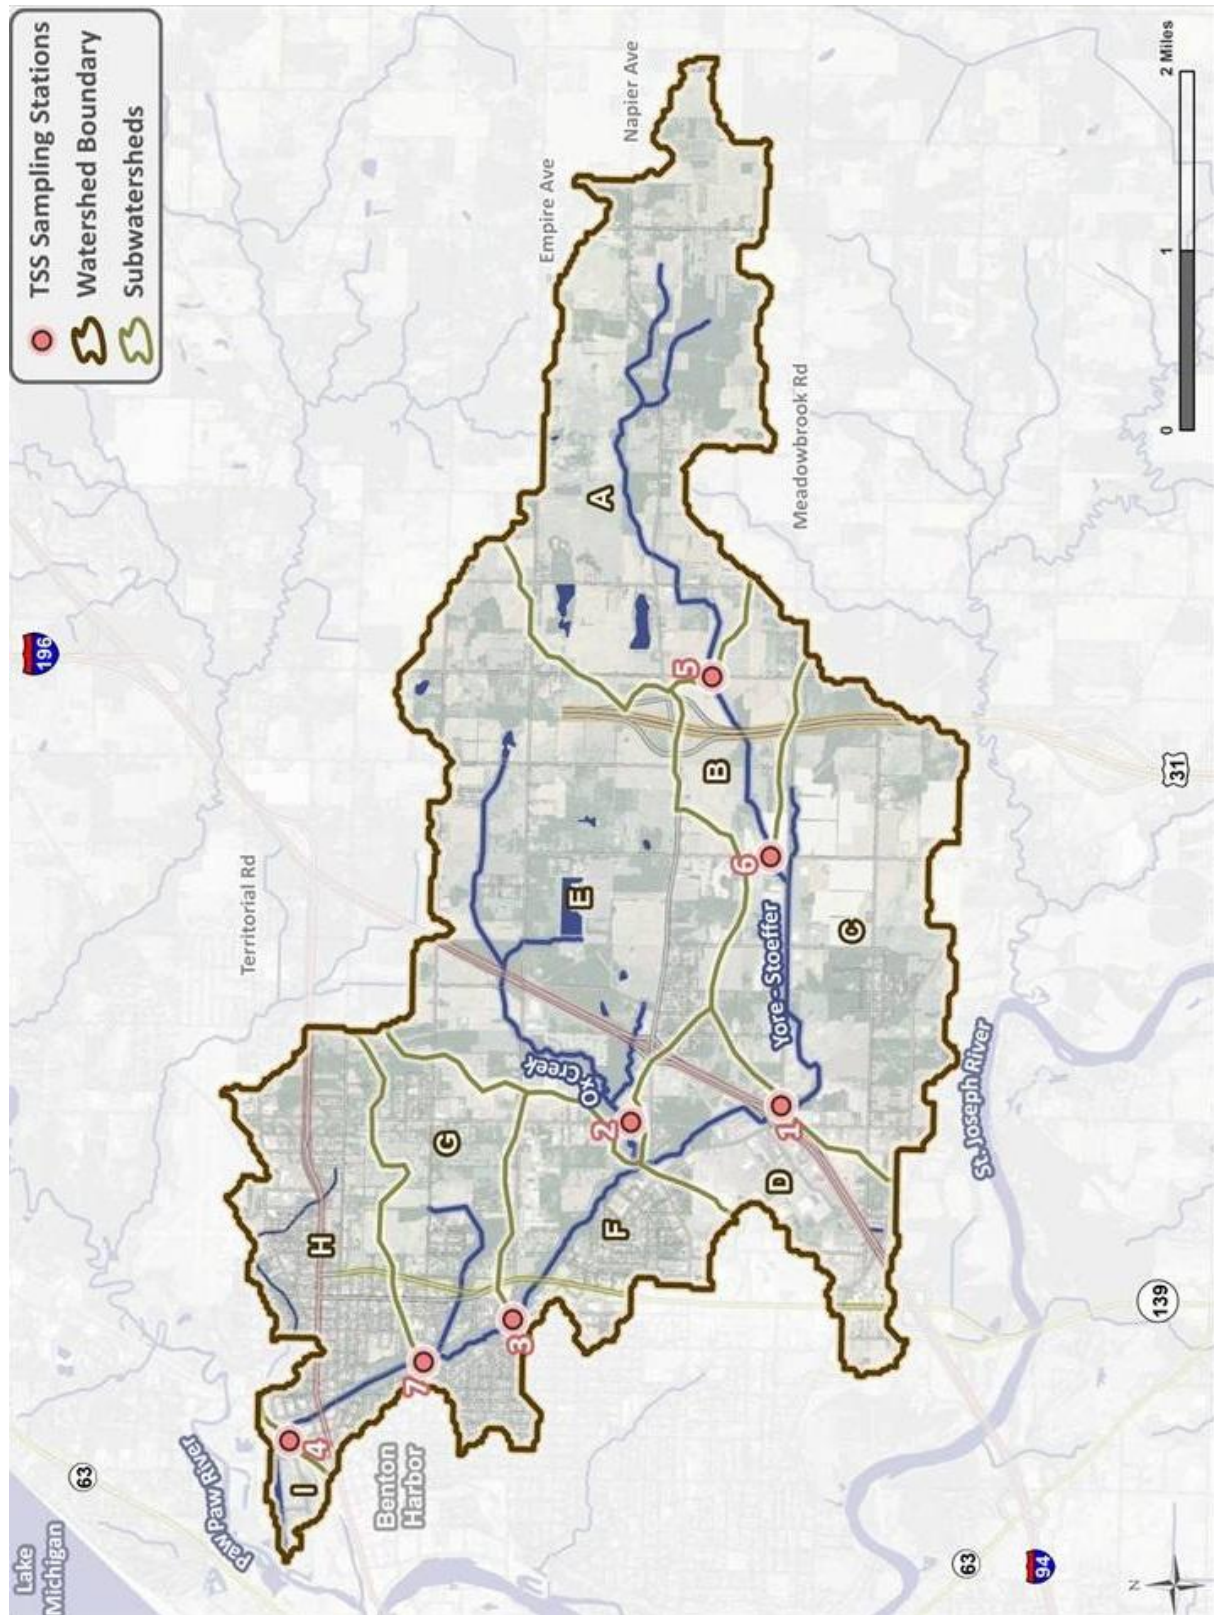 TSS Sampling Stations
Watershed Boundary
Subwatersheds
Lake
Michigan
63
Paw Paw River
Benton
Harbor
Territorial Rd
196
Empire Ave
Napier Ave
Meadowbrook Rd
Ox Creek
Yore - Stoeffer
St. Joseph River
A
B
C
D
E
F
G
H
I
1
2
3
4
5
6
7
31
139
63
94
N
0
1
2 Miles